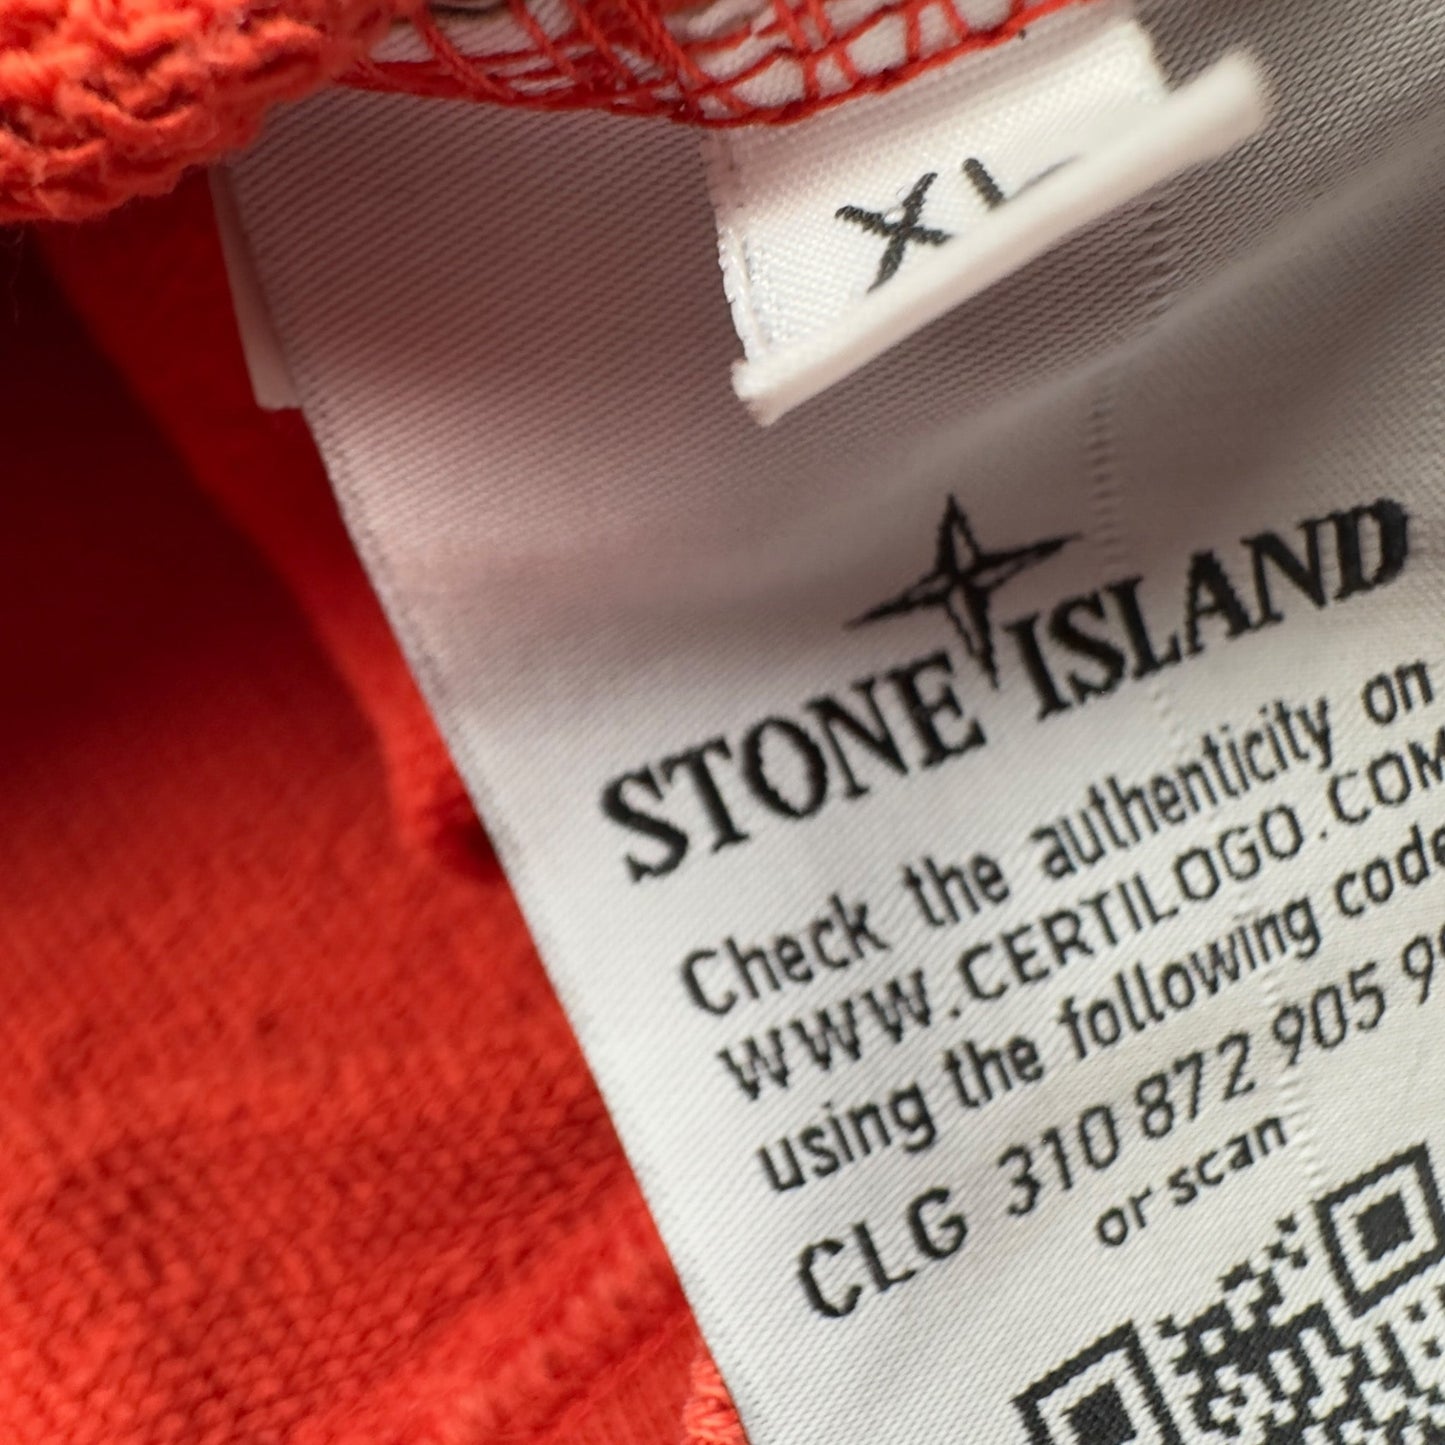 XL
STONE ISLAND
Check the authenticity on
WWW.CERTILOGO.COM
using the following code
CLG 310 872 905 9
or scan